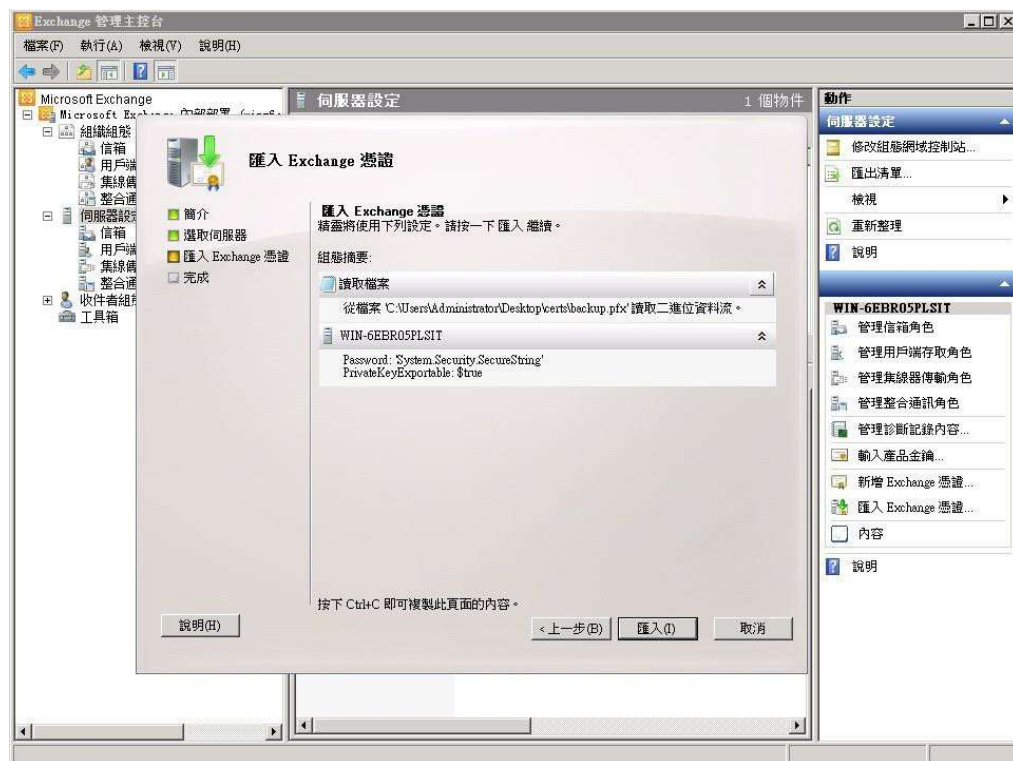 Exchange 管理主控台
檔案(F) 執行(A) 檢視(V) 說明(H)
Microsoft Exchange
Microsoft
組織組態
信箱
用戶端
集線傳
整合通
伺服器設定
信箱
用戶端
集線傳
整合通
收件者組態
工具箱
伺服器設定
1 個物件
匯入 Exchange 憑證
簡介
選取伺服器
匯入 Exchange 憑證
完成
匯入 Exchange 憑證
精靈將使用下列設定。請按一下 [匯入] 繼續。
組態摘要:
讀取檔案
從檔案 'C:\Users\Administrator\Desktop\certs\backup.pfx' 讀取二進位資料流。
WIN-6EBR05PLSIT
Password: 'System.Security.SecureString'
PrivateKeyExportable: $true
按下 Ctrl+C 即可複製此頁面的內容。
說明(H)
<上一步(B)
匯入(I)
取消
動作
伺服器設定
修改組態網域控制站...
匯出清單...
檢視
重新整理
說明
WIN-6EBR05PLSIT
管理信箱角色
管理用戶端存取角色
管理集線器傳輸角色
管理整合通訊角色
管理診斷記錄內容...
輸入產品金鑰...
新增 Exchange 憑證...
匯入 Exchange 憑證...
內容
說明